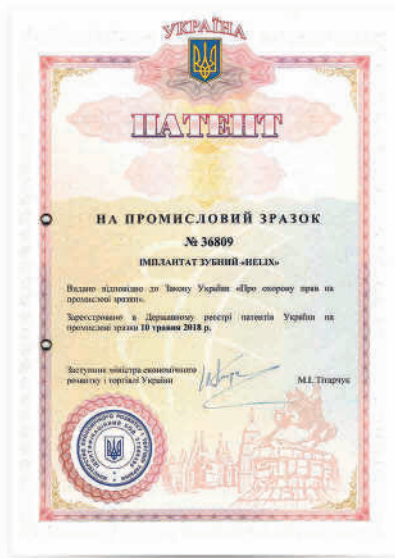 УКРАЇНА
ПАТЕНТ
НА ПРОМИСЛОВИЙ ЗРАЗОК
№ 36809
ІМПЛАНТАТ ЗУБНИЙ «HELIX»
Видано відповідно до Закону України «Про охорону прав на
промислові зразки».
Зареєстровано в Державному реєстрі патентів України на
промислові зразки 10 травня 2018 р.
Заступник міністра економічного
розвитку і торгівлі України
М.І. Тітарчук